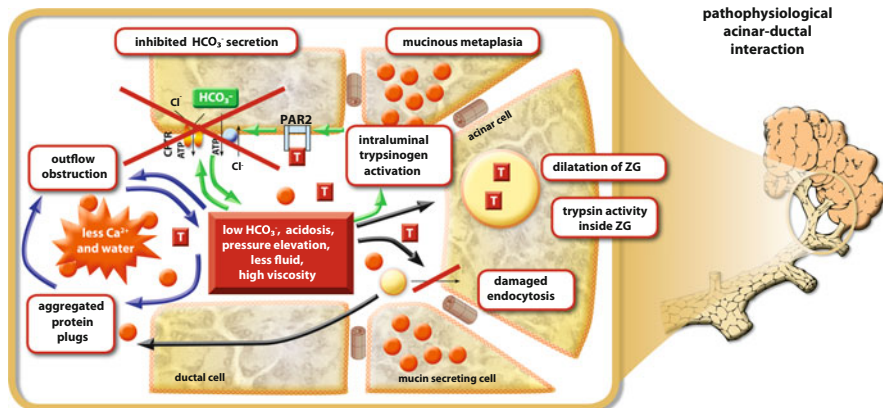 pathophysiological
acinar-ductal
interaction
inhibited HCO₃⁻ secretion
mucinous metaplasia
HCO₃⁻
Cl⁻
CFTR
ATP
ATP
Cl⁻
PAR2
T
acinar cell
intraluminal
trypsinogen
activation
outflow
obstruction
T
T
T
dilatation of ZG
trypsin activity
inside ZG
less Ca²⁺
and water
T
low HCO₃⁻, acidosis,
pressure elevation,
less fluid,
high viscosity
T
damaged
endocytosis
aggregated
protein
plugs
ductal cell
mucin secreting cell